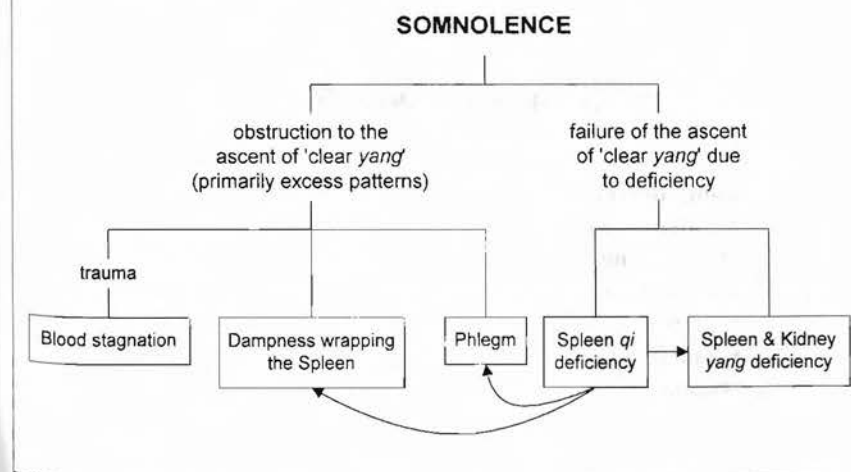 SOMNOLENCE
obstruction to the
ascent of 'clear yang'
(primarily excess patterns)
failure of the ascent
of 'clear yang' due
to deficiency
trauma
Blood stagnation
Dampness wrapping
the Spleen
Phlegm
Spleen qi
deficiency
Spleen & Kidney
yang deficiency